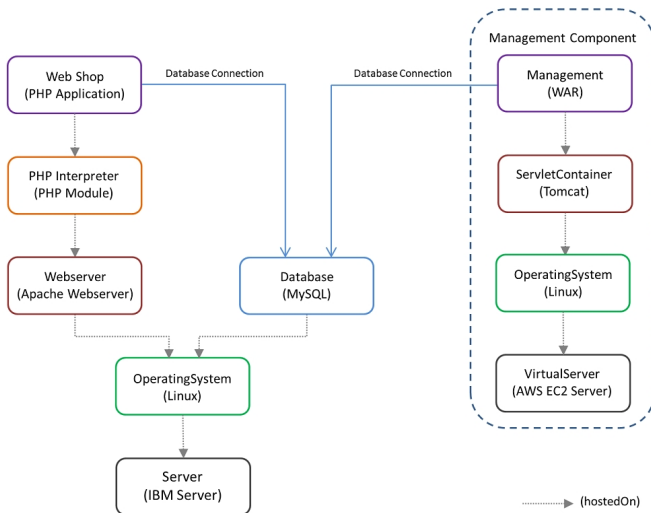 Management Component
Web Shop
(PHP Application)
Database Connection
Database Connection
Management
(WAR)
PHP Interpreter
(PHP Module)
ServletContainer
(Tomcat)
Webserver
(Apache Webserver)
Database
(MySQL)
OperatingSystem
(Linux)
OperatingSystem
(Linux)
VirtualServer
(AWS EC2 Server)
Server
(IBM Server)
(hostedOn)